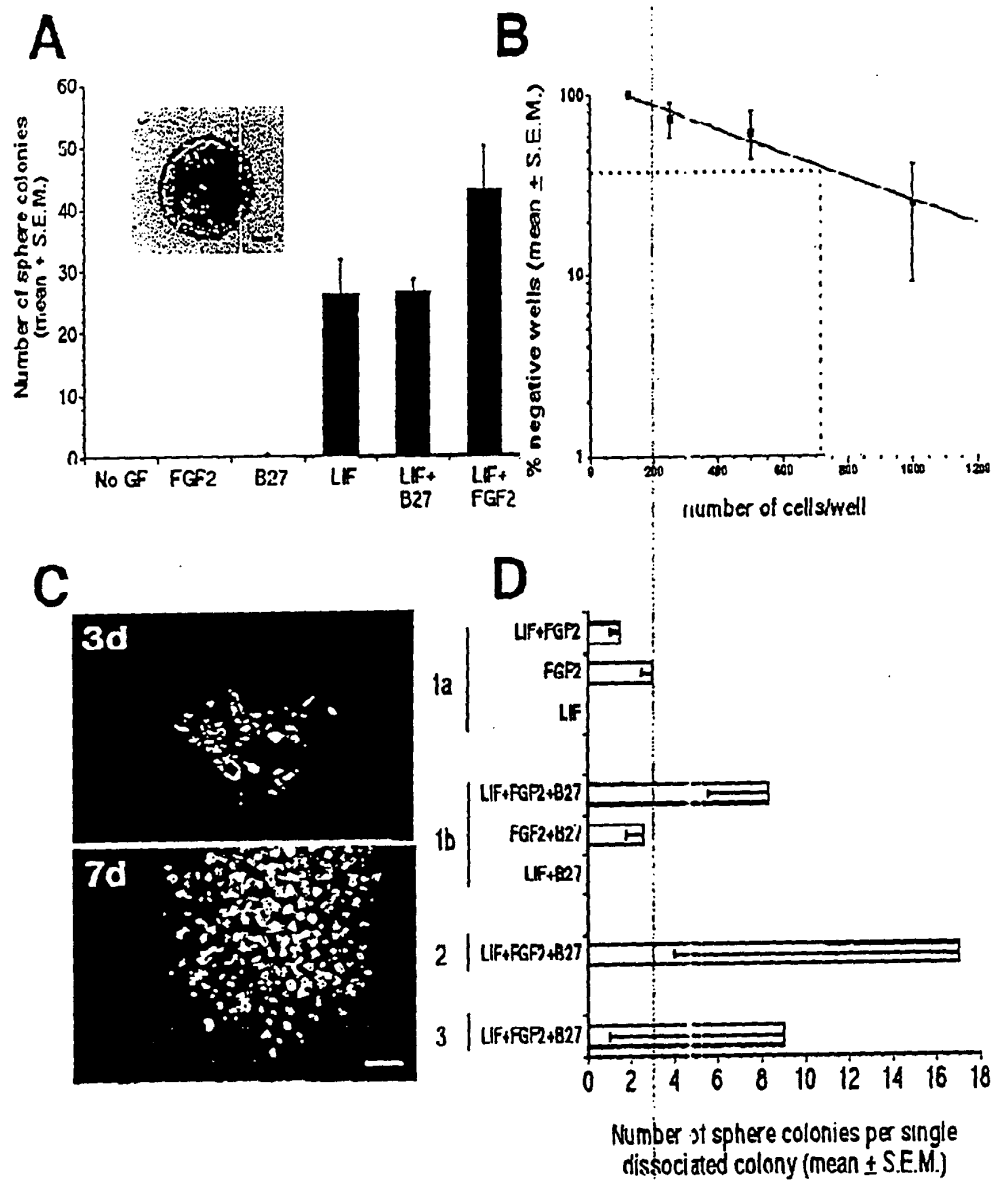 A
Number of sphere colonies
(mean + S.E.M.)
60
50
40
30
20
10
0
No GF
FGF2
B27
LIF
LIF+
B27
LIF+
FGF2
B
% negative wells (mean ± S.E.M.)
100
10
1
0
200
400
600
800
1000
1200
number of cells/well
C
3d
7d
D
1a
LIF+FGF2
FGF2
LIF
1b
LIF+FGF2+B27
FGF2+B27
LIF+B27
2
LIF+FGF2+B27
3
LIF+FGF2+B27
0 2 4 6 8 10 12 14 16 18
Number of sphere colonies per single
dissociated colony (mean ± S.E.M.)